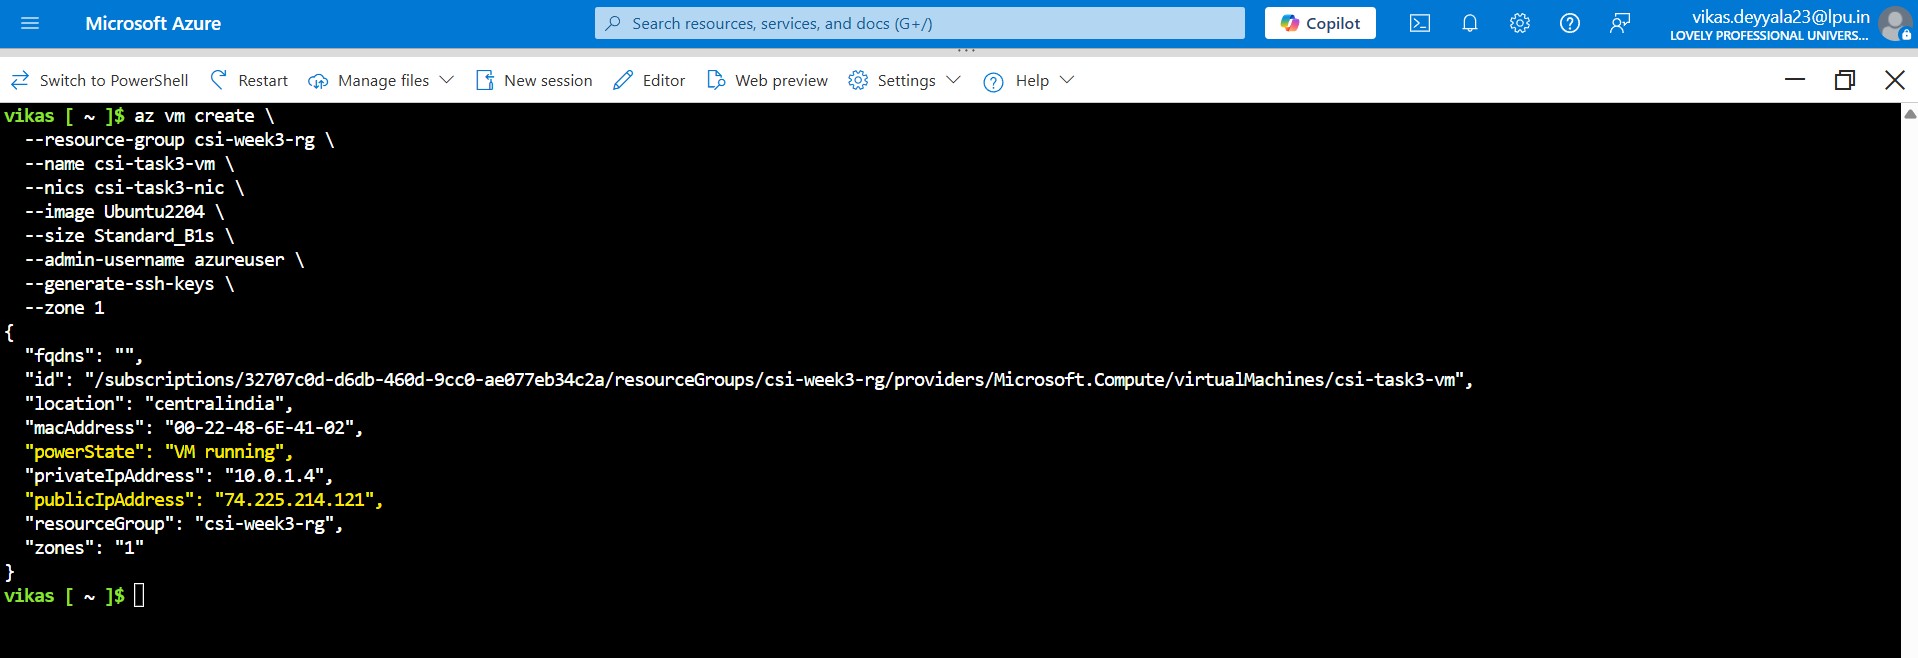 Microsoft Azure
Search resources, services, and docs (G+/)
Copilot
vikas.deyyala23@lpu.in
LOVELY PROFESSIONAL UNIVERS...
Switch to PowerShell
Restart
Manage files
New session
Editor
Web preview
Settings
Help
vikas [ ~ ]$ az vm create \
--resource-group csi-week3-rg \
--name csi-task3-vm \
--nics csi-task3-nic \
--image Ubuntu2204 \
--size Standard_B1s \
--admin-username azureuser \
--generate-ssh-keys \
--zone 1
{
"fqdns": "",
"id": "/subscriptions/32707c0d-d6db-460d-9cc0-ae077eb34c2a/resourceGroups/csi-week3-rg/providers/Microsoft.Compute/virtualMachines/csi-task3-vm",
"location": "centralindia",
"macAddress": "00-22-48-6E-41-02",
"powerState": "VM running",
"privateIpAddress": "10.0.1.4",
"publicIpAddress": "74.225.214.121",
"resourceGroup": "csi-week3-rg",
"zones": "1"
}
vikas [ ~ ]$